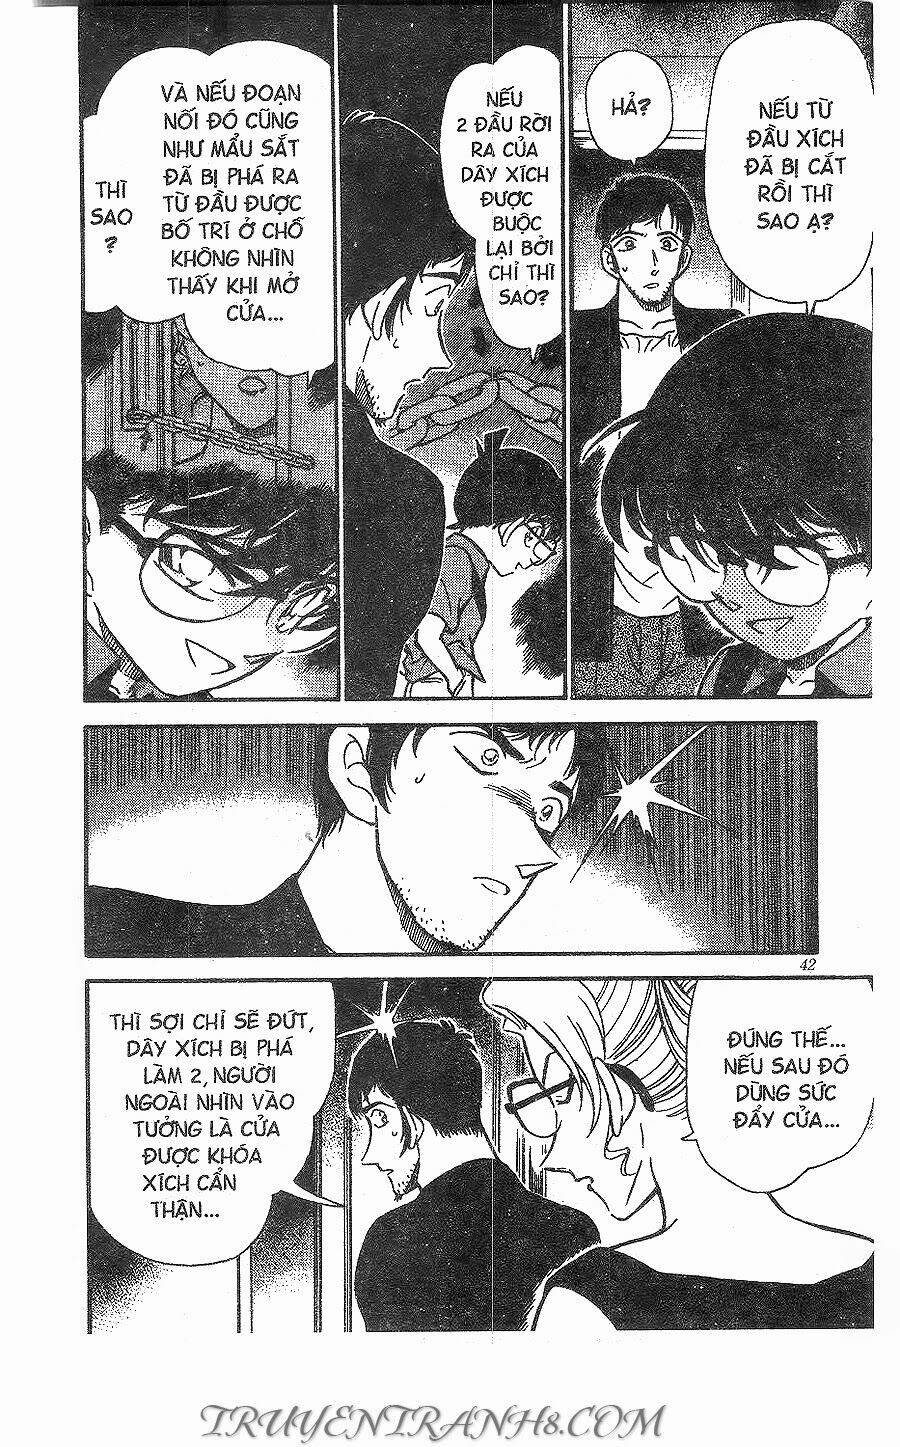 NẾU TỪ
ĐẦU XÍCH
ĐÃ BỊ CẮT
RỒI THÌ
SAO Ạ?
HẢ?
NẾU
2 ĐẦU RỜI
RA CỦA
DÂY XÍCH
ĐƯỢC
BUỘC
LẠI BỞI
CHỈ THÌ
SAO?
VÀ NẾU ĐOẠN
NỐI ĐÓ CŨNG
NHƯ MẨU SẮT
ĐÃ BỊ PHÁ RA
TỪ ĐẦU ĐƯỢC
BỐ TRÍ Ở CHỖ
KHÔNG NHÌN
THẤY KHI MỞ
CỬA...
THÌ
SAO
?
42
ĐÚNG THẾ...
NẾU SAU ĐÓ
DÙNG SỨC
ĐẨY CỬA...
THÌ SỢI CHỈ SẼ ĐỨT,
DÂY XÍCH BỊ PHÁ
LÀM 2, NGƯỜI
NGOÀI NHÌN VÀO
TƯỞNG LÀ CỬA
ĐƯỢC KHÓA
XÍCH CẨN
THẬN...
TRUYENTRANH8.COM